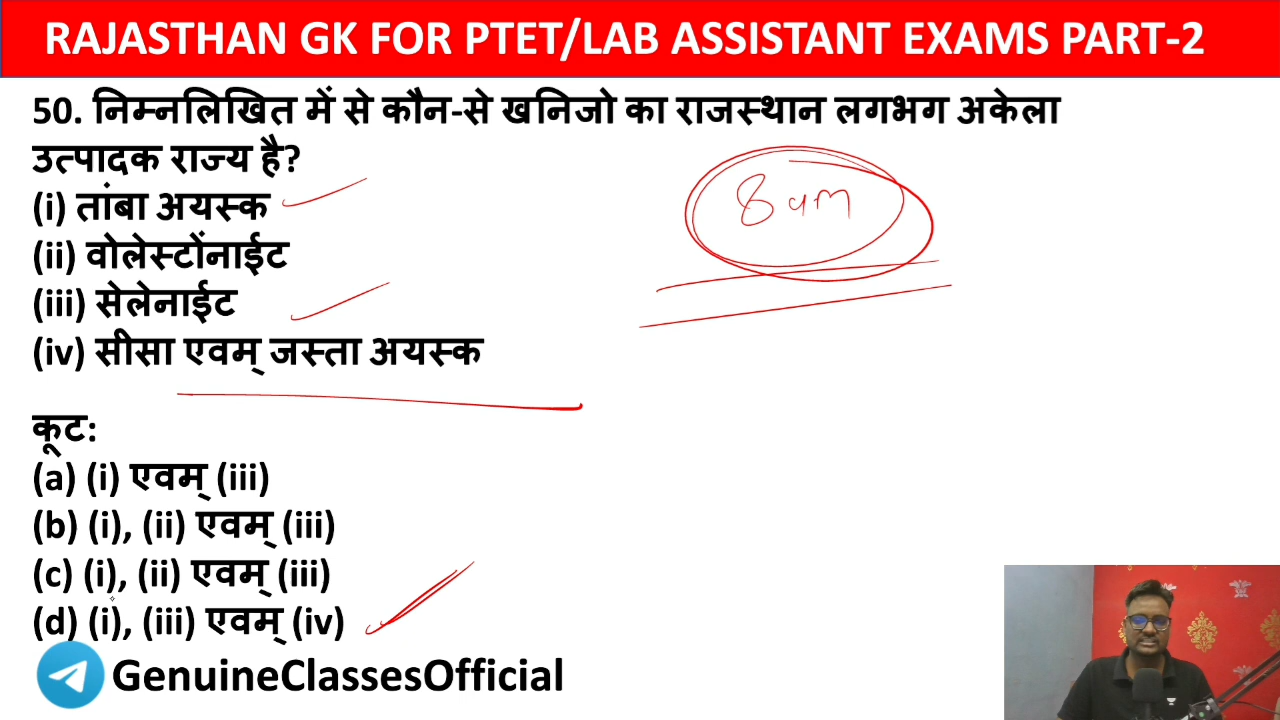 RAJASTHAN GK FOR PTET/LAB ASSISTANT EXAMS PART-2
50. निम्नलिखित में से कौन-से खनिजो का राजस्थान लगभग अकेला
उत्पादक राज्य है?
(i) तांबा अयस्क
8 am
(ii) वोलेस्टोंनाईट
(iii) सेलेनाईट
(iv) सीसा एवम् जस्ता अयस्क
कूट:
(a) (i) एवम् (iii)
(b) (i), (ii) एवम् (iii)
(c) (i), (ii) एवम् (iii)
(d) (i), (iii) एवम् (iv)
GenuineClassesOfficial